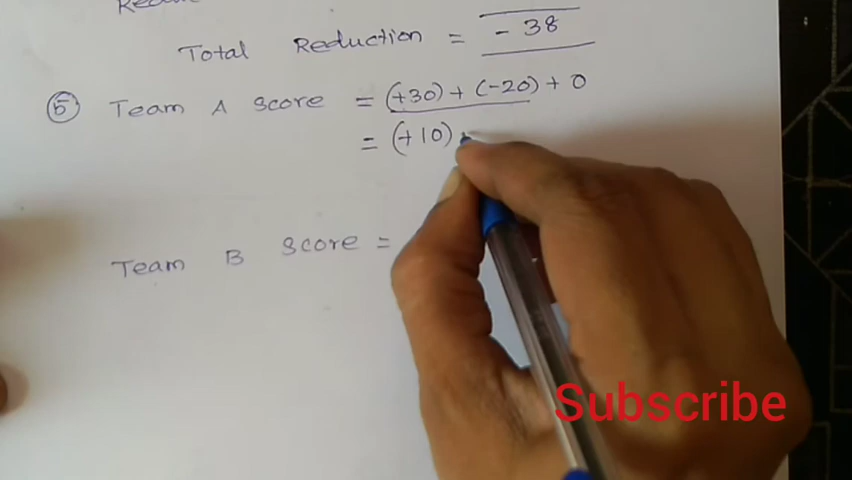 Total Reduction = - 38
5 Team A Score = (+30) + (-20) + 0
= (+10)
Team B Score =
Subscribe